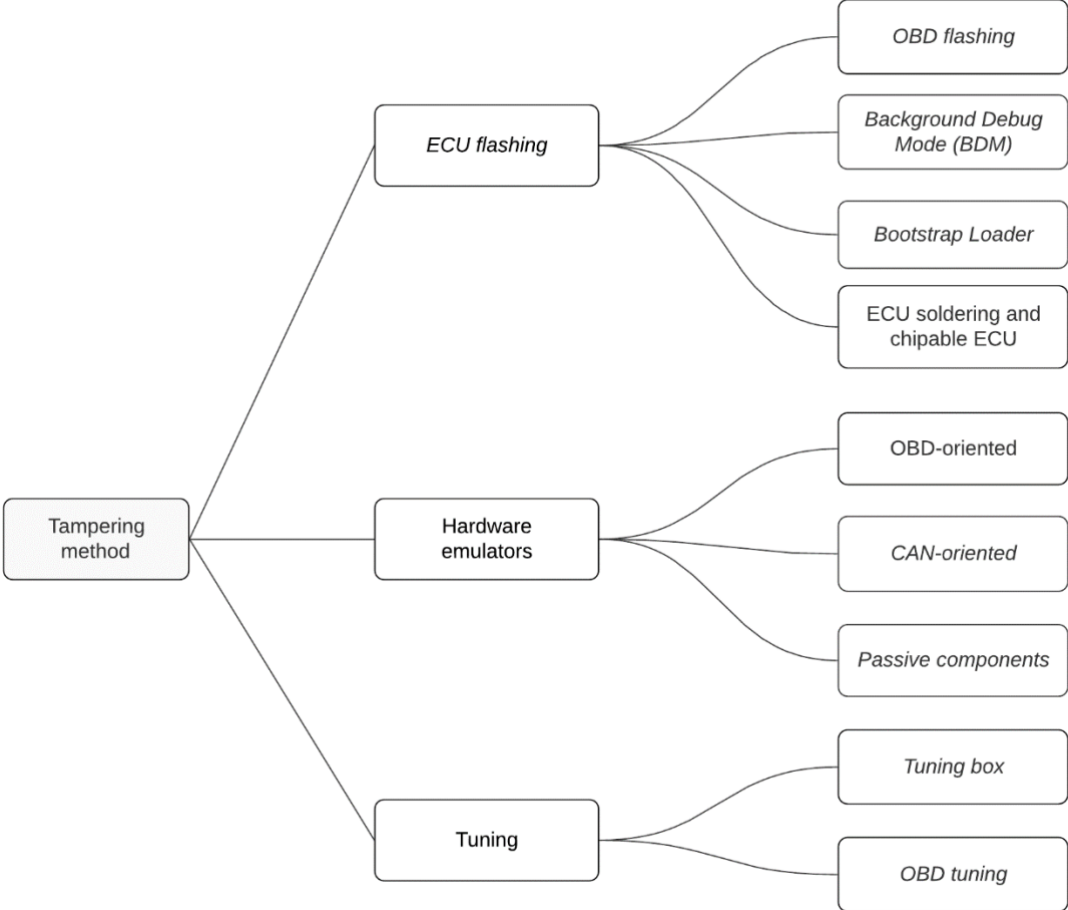 OBD flashing
ECU flashing
Background Debug
Mode (BDM)
Bootstrap Loader
ECU soldering and
chipable ECU
OBD-oriented
Tampering
method
Hardware
emulators
CAN-oriented
Passive components
Tuning box
Tuning
OBD tuning